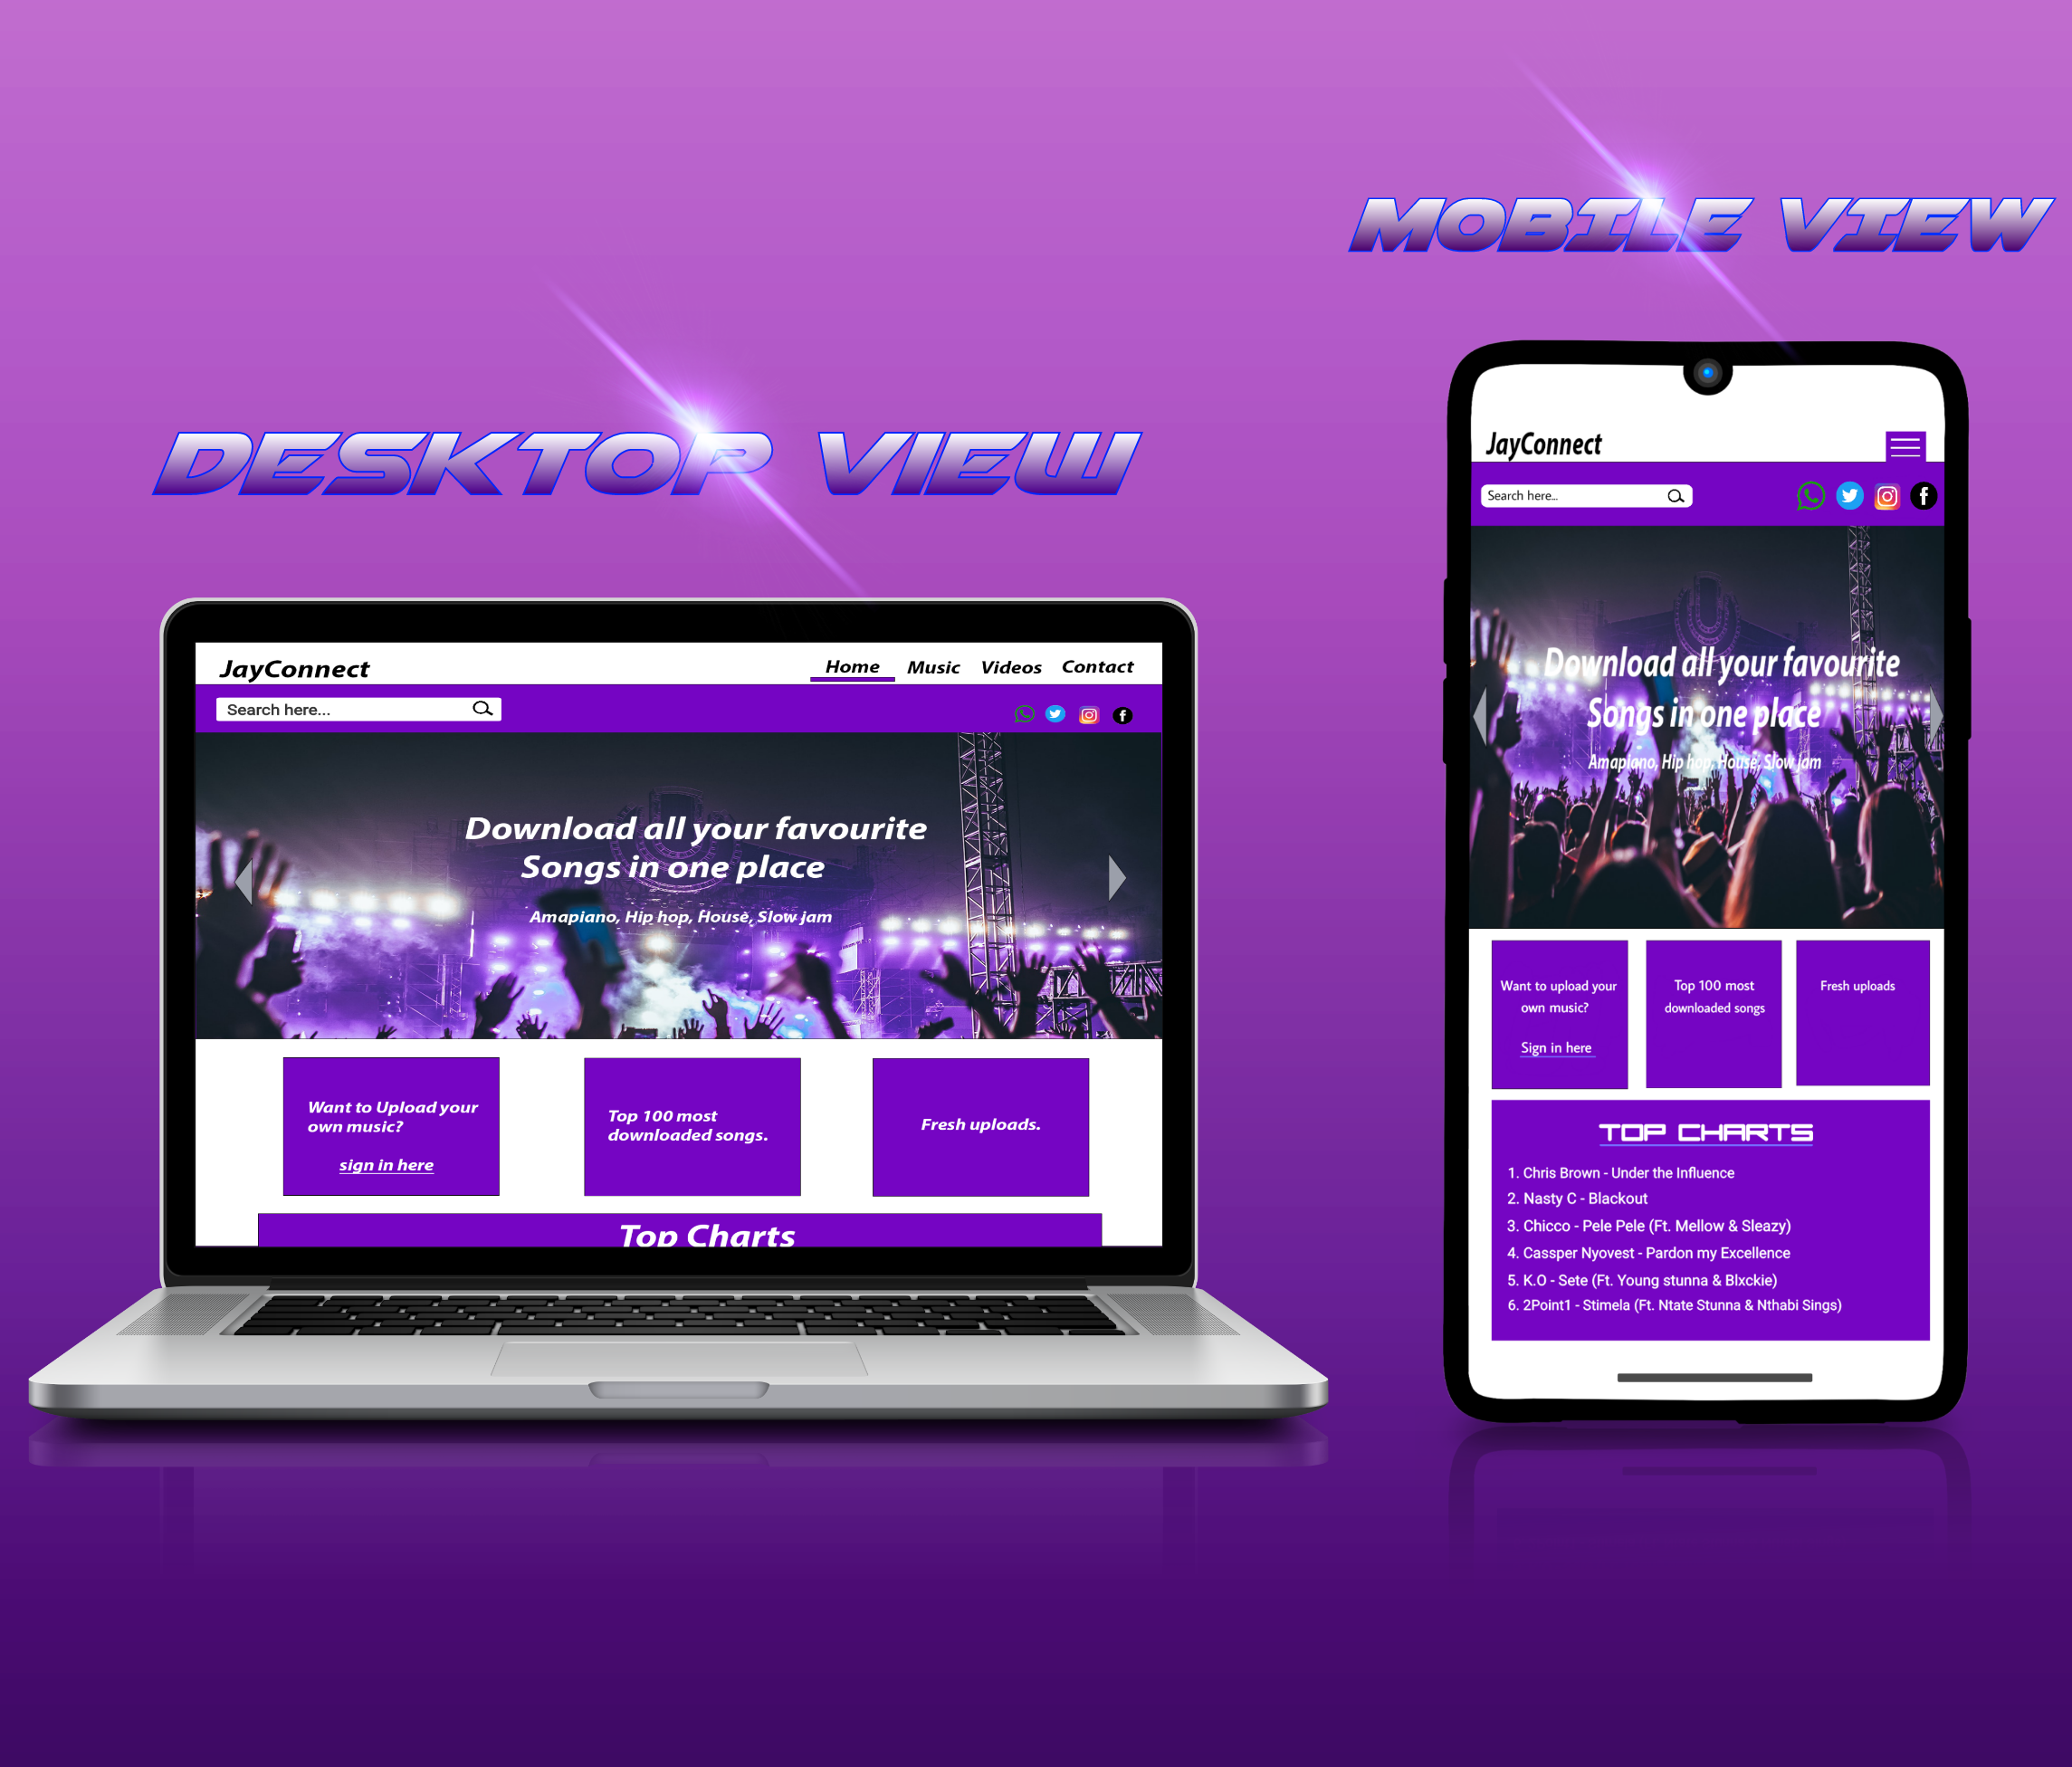 MOBILE VIEW
DESKTOP VIEW
JayConnect
Home Music Videos Contact
Search here...
Download all your favourite
Songs in one place
Amapiano, Hip hop, House, Slow jam
Want to Upload your
own music?
sign in here
Top 100 most
downloaded songs.
Fresh uploads.
Top Charts
JayConnect
Search here...
Download all your favourite
Songs in one place
Amapiano, Hip hop, House, Slow jam
Want to upload your
own music?
Sign in here
Top 100 most
downloaded songs
Fresh uploads
TOP CHARTS
1. Chris Brown - Under the Influence
2. Nasty C - Blackout
3. Chicco - Pele Pele (Ft. Mellow & Sleazy)
4. Cassper Nyovest - Pardon my Excellence
5. K.O - Sete (Ft. Young stunna & Blxckie)
6. 2Point1 - Stimela (Ft. Ntate Stunna & Nthabi Sings)